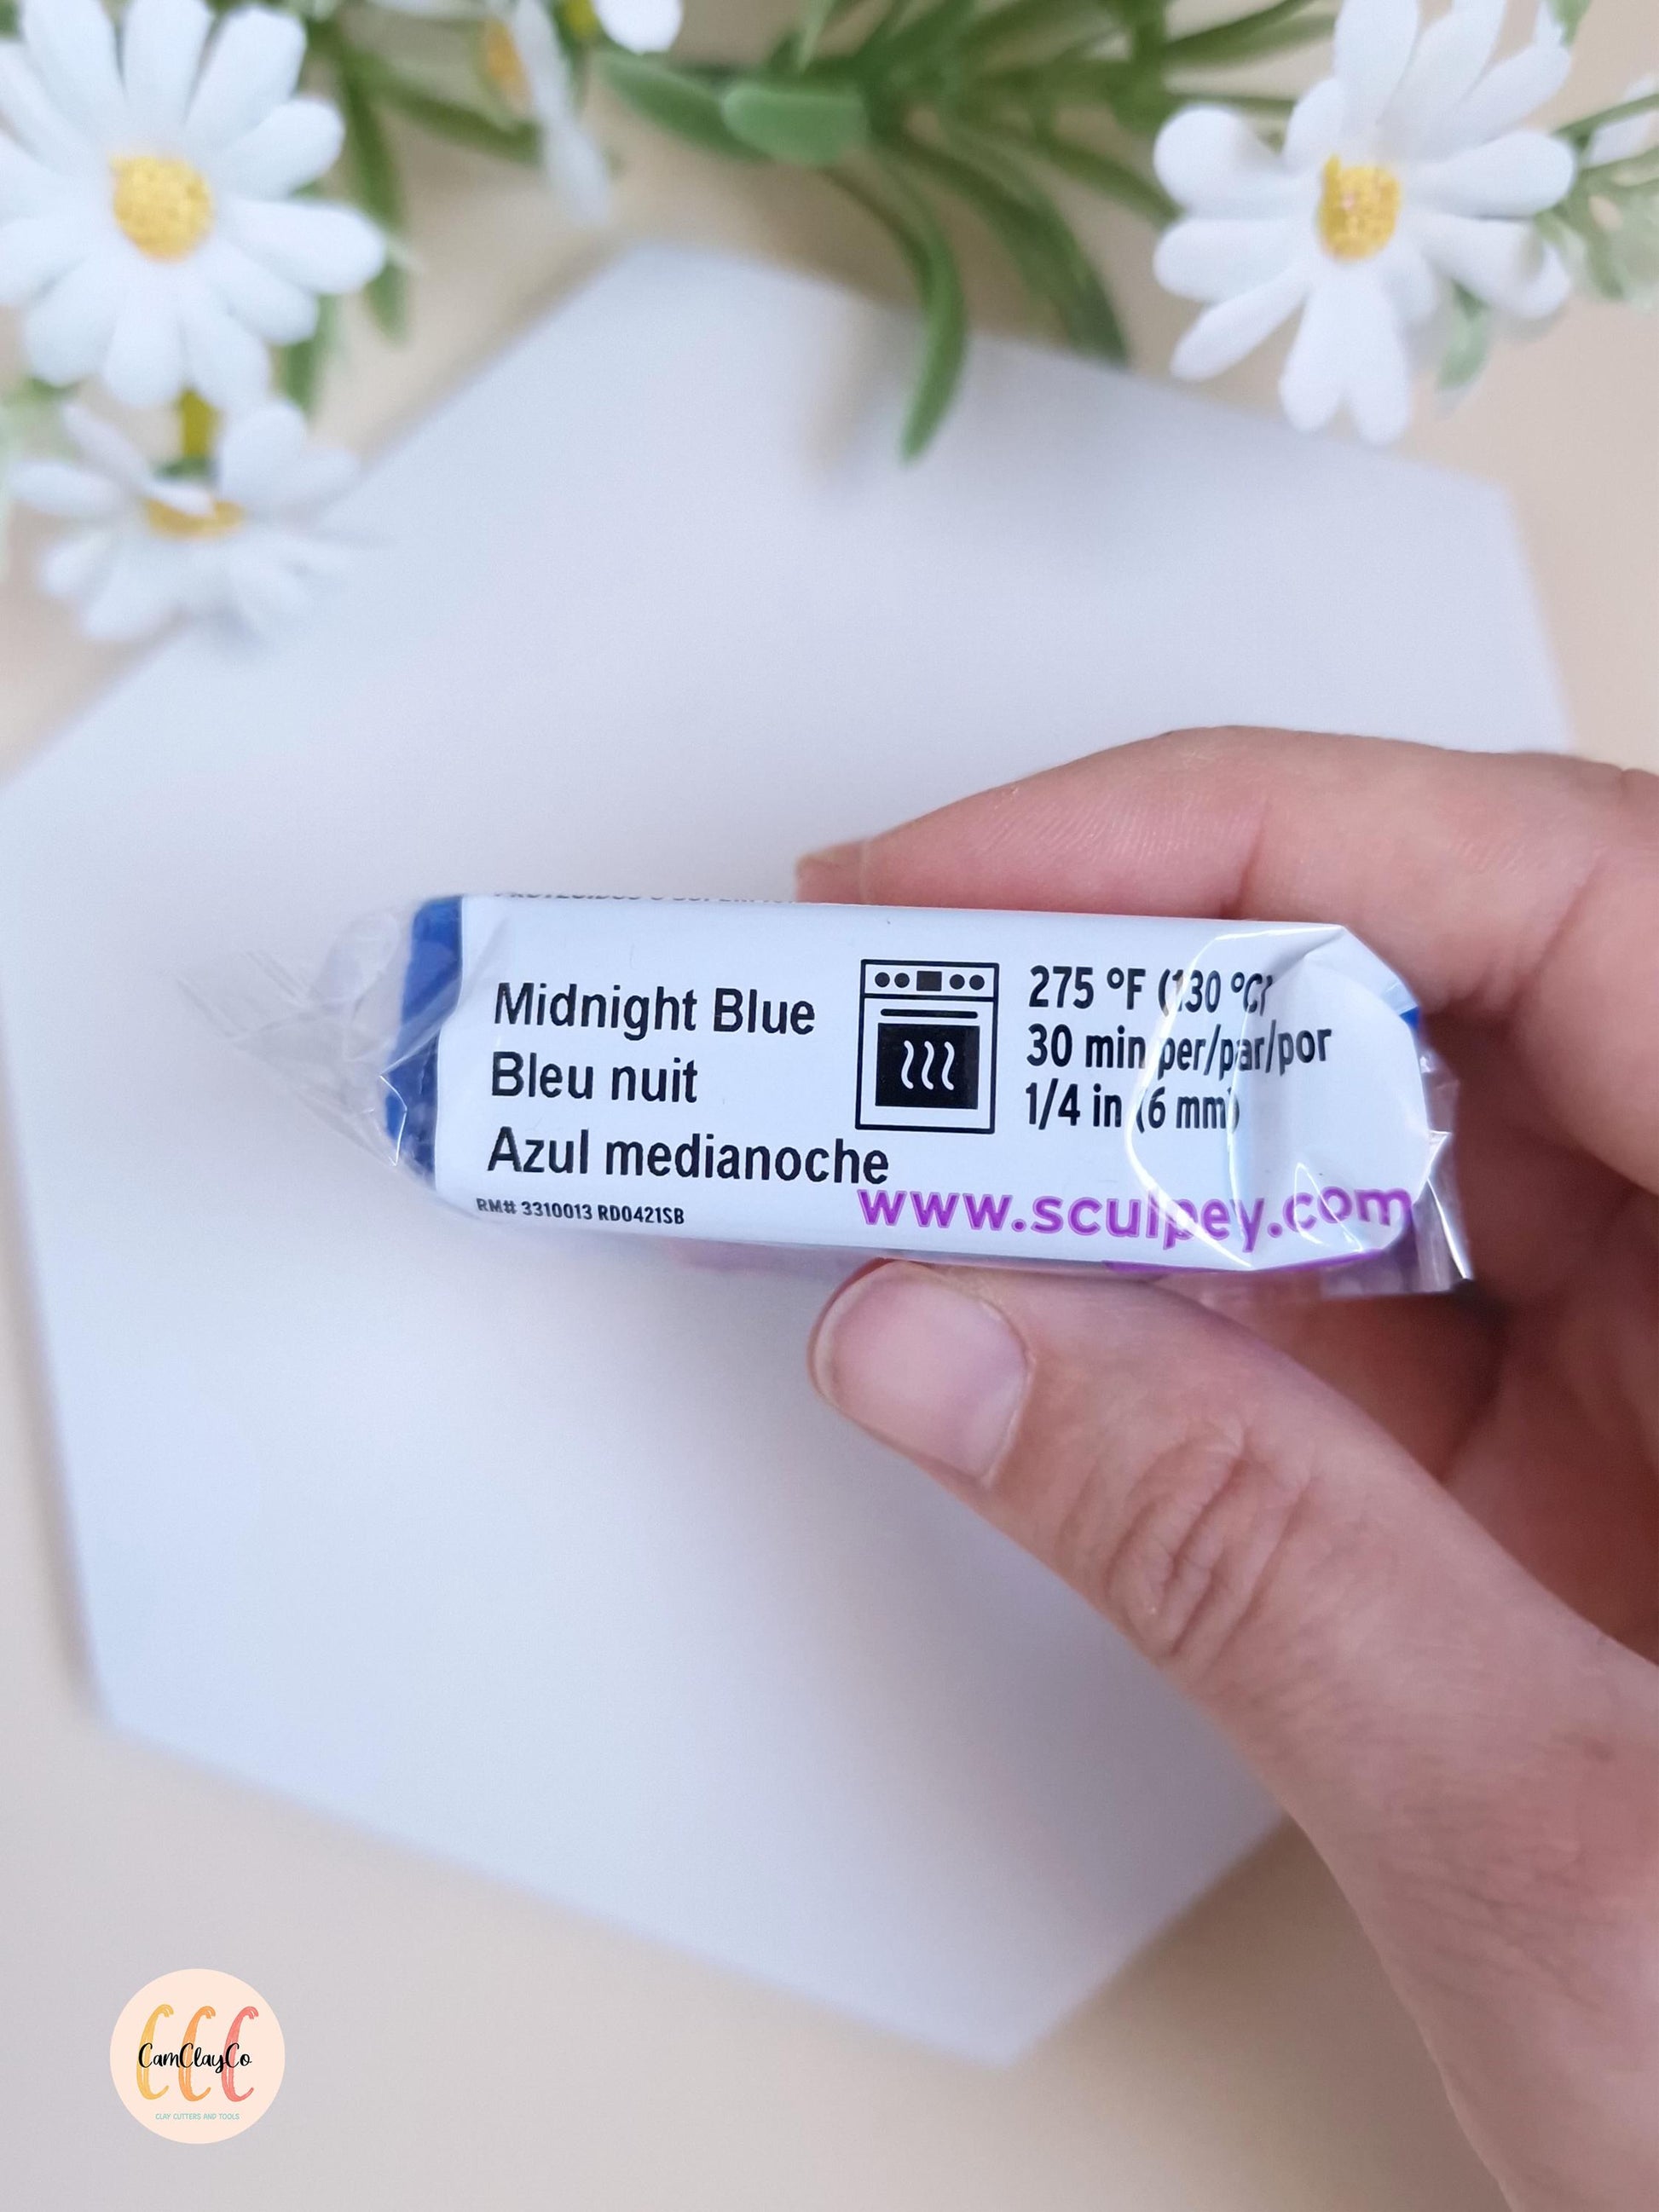 Midnight Blue
Bleu nuit
Azul medianoche
RM# 3310013 RD0421SB
275 °F (130 °C)
30 min per/par/por
1/4 in (6 mm)
www.sculpey.com
CCC
CamClayCo
CLAY CUTTERS AND TOOLS